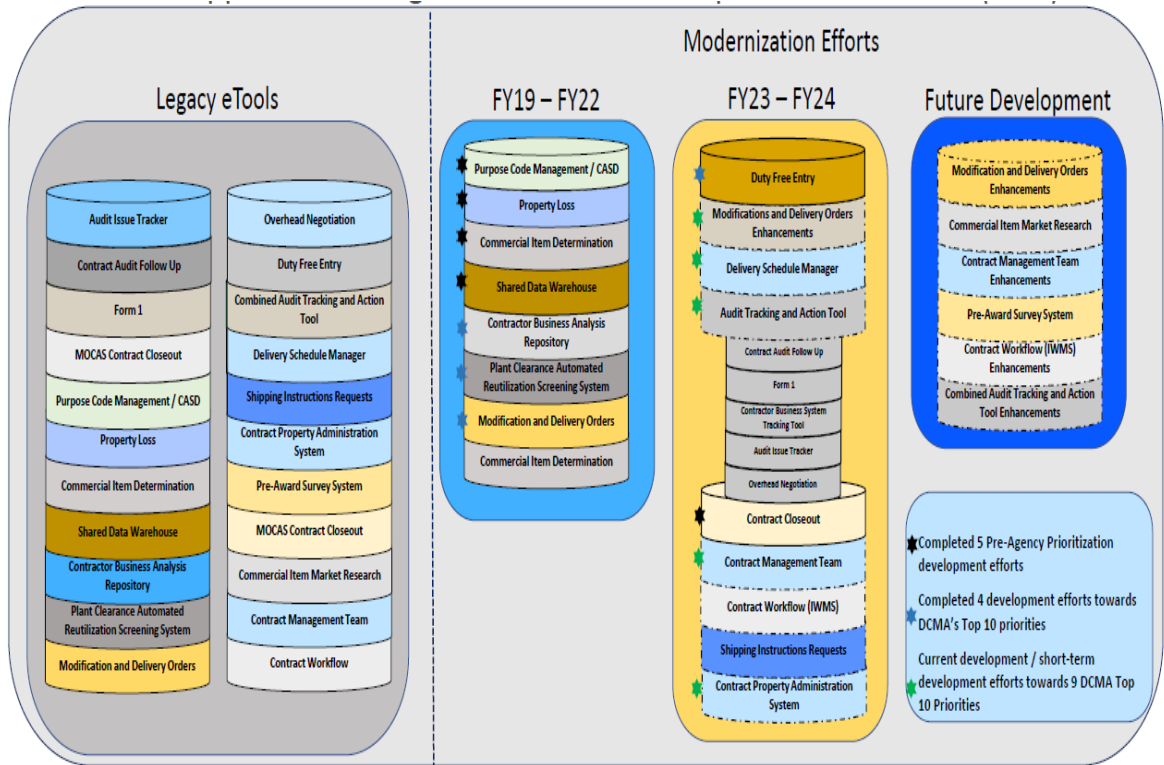 Modernization Efforts
Legacy eTools
FY19 – FY22
FY23 – FY24
Future Development
Audit Issue Tracker
Contract Audit Follow Up
Form 1
MOCAS Contract Closeout
Purpose Code Management / CASD
Property Loss
Commercial Item Determination
Shared Data Warehouse
Contractor Business Analysis
Repository
Plant Clearance Automated
Reutilization Screening System
Modification and Delivery Orders
Overhead Negotiation
Duty Free Entry
Combined Audit Tracking and Action
Tool
Delivery Schedule Manager
Shipping Instructions Requests
Contract Property Administration
System
Pre-Award Survey System
MOCAS Contract Closeout
Commercial Item Market Research
Contract Management Team
Contract Workflow
Purpose Code Management / CASD
Property Loss
Commercial Item Determination
Shared Data Warehouse
Contractor Business Analysis
Repository
Plant Clearance Automated
Reutilization Screening System
Modification and Delivery Orders
Commercial Item Determination
Duty Free Entry
Modifications and Delivery Orders
Enhancements
Delivery Schedule Manager
Audit Tracking and Action Tool
Contract Audit Follow Up
Form 1
Contractor Business System
Tracking Tool
Audit Issue Tracker
Overhead Negotiation
Contract Closeout
Contract Management Team
Contract Workflow (IWMS)
Shipping Instructions Requests
Contract Property Administration
System
Modification and Delivery Orders
Enhancements
Commercial Item Market Research
Contract Management Team
Enhancements
Pre-Award Survey System
Contract Workflow (IWMS)
Enhancements
Combined Audit Tracking and Action
Tool Enhancements
Completed 5 Pre-Agency Prioritization
development efforts
Completed 4 development efforts towards
DCMA's Top 10 priorities
Current development / short-term
development efforts towards 9 DCMA Top
10 Priorities